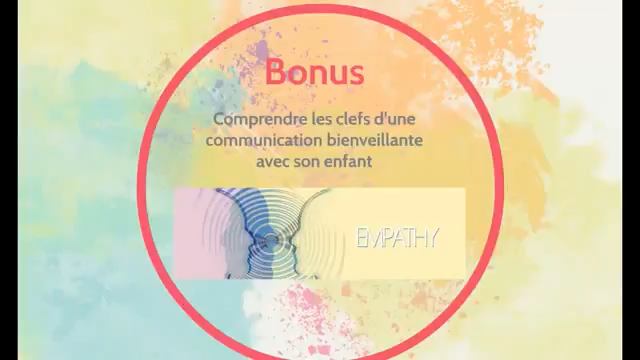 Bonus
Comprendre les clefs d'une
communication bienveillante
avec son enfant
EMPATHY